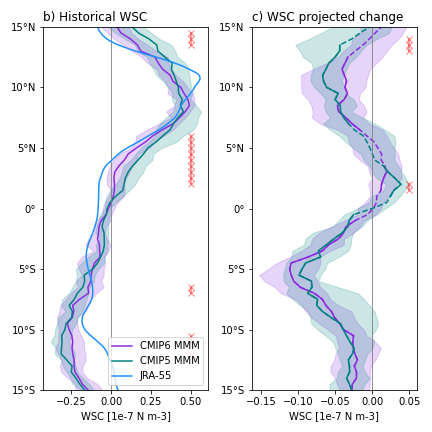 b) Historical WSC
c) WSC projected change
15°N
10°N
5°N
0°
5°S
10°S
15°S
−0.25
0.00
0.25
0.50
WSC [1e-7 N m-3]
CMIP6 MMM
CMIP5 MMM
JRA-55
15°N
10°N
5°N
0°
5°S
10°S
15°S
−0.15
−0.10
−0.05
0.00
0.05
WSC [1e-7 N m-3]